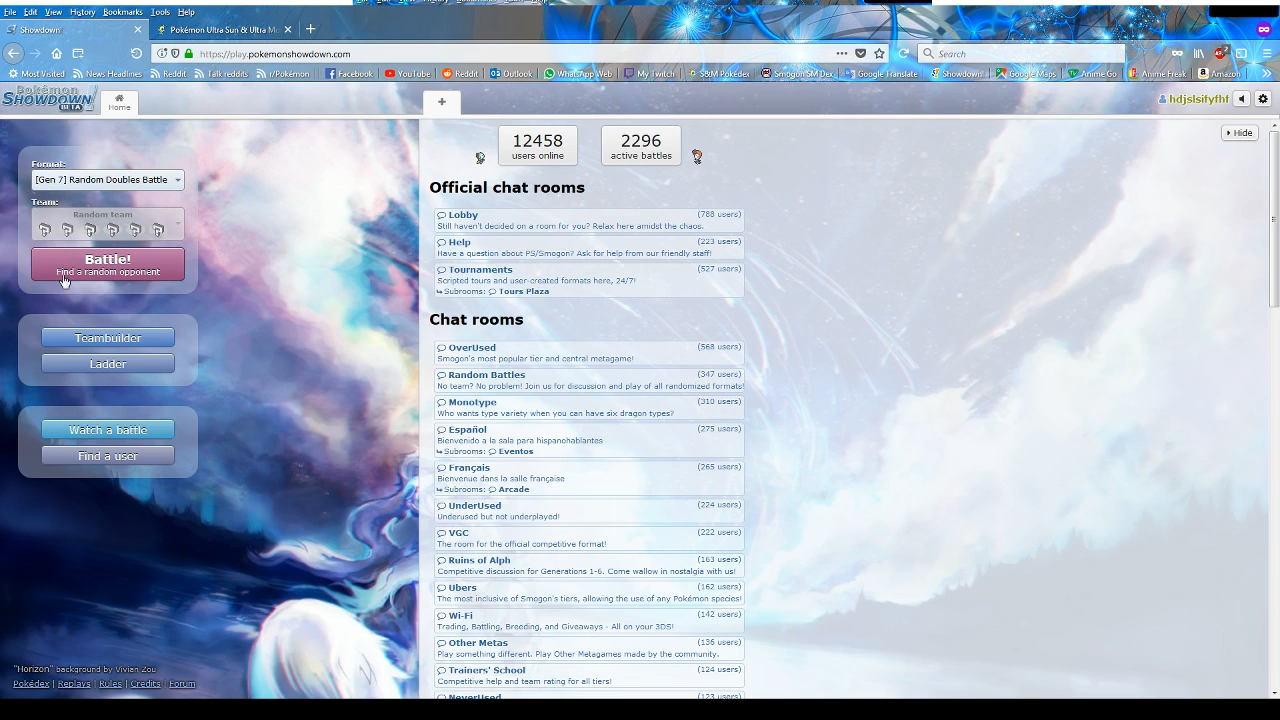 File Edit View History Bookmarks Tools Help
Showdown!
Pokémon Ultra Sun & Ultra Mo
https://play.pokemonshowdown.com
Search
Most Visited News Headlines Reddit Talk reddits r/Pokémon Facebook YouTube Reddit Outlook WhatsApp Web My Twitch S&M Pokédex Smogon SM Dex Google Translate Showdown! Google Maps Anime Go Anime Freak Amazon
Pokémon
SHOWDOWN
BETA
Home
hdjslsifyfhf
12458
users online
2296
active battles
Hide
Format:
[Gen 7] Random Doubles Battle
Team:
Random team
Battle!
Find a random opponent
Teambuilder
Ladder
Watch a battle
Find a user
"Horizon" background by Vivian Zou
Pokédex | Replays | Rules | Credits | Forum
Official chat rooms
Lobby (788 users)
Still haven't decided on a room for you? Relax here amidst the chaos.
Help (223 users)
Have a question about PS/Smogon? Ask for help from our friendly staff!
Tournaments (527 users)
Scripted tours and user-created formats here, 24/7!
Subrooms: Tours Plaza
Chat rooms
OverUsed (568 users)
Smogon's most popular tier and central metagame!
Random Battles (347 users)
No team? No problem! Join us for discussion and play of all randomized formats!
Monotype (310 users)
Who wants type variety when you can have six dragon types?
Español (275 users)
Bienvenido a la sala para hispanohablantes
Subrooms: Eventos
Français (265 users)
Bienvenue dans la salle française
Subrooms: Arcade
UnderUsed (224 users)
Underused but not underplayed!
VGC (222 users)
The room for the official competitive format!
Ruins of Alph (163 users)
Competitive discussion for Generations 1-6. Come wallow in nostalgia with us!
Ubers (162 users)
The most inclusive of Smogon's tiers, allowing the use of any Pokémon species!
Wi-Fi (142 users)
Trading, Battling, Breeding, and Giveaways - All on your 3DS!
Other Metas (136 users)
Play something different. Play Other Metagames made by the community.
Trainers' School (124 users)
Competitive help and team rating for all tiers!
NeverUsed (123 users)